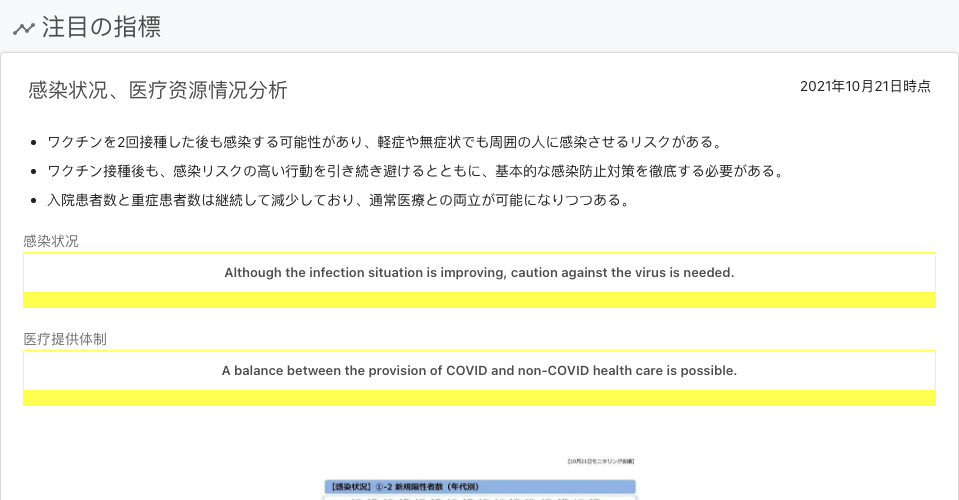 注目の指標
感染状况、医疗资源情况分析
2021年10月21日時点
ワクチンを2回接種した後も感染する可能性があり、軽症や無症状でも周囲の人に感染させるリスクがある。
ワクチン接種後も、感染リスクの高い行動を引き続き避けるとともに、基本的な感染防止対策を徹底する必要がある。
入院患者数と重症患者数は継続して減少しており、通常医療との両立が可能になりつつある。
感染状况
Although the infection situation is improving, caution against the virus is needed.
医疗提供体制
A balance between the provision of COVID and non-COVID health care is possible.
【10月21日モニタリング会議】
【感染状況】①-2 新規陽性者数（年代別）